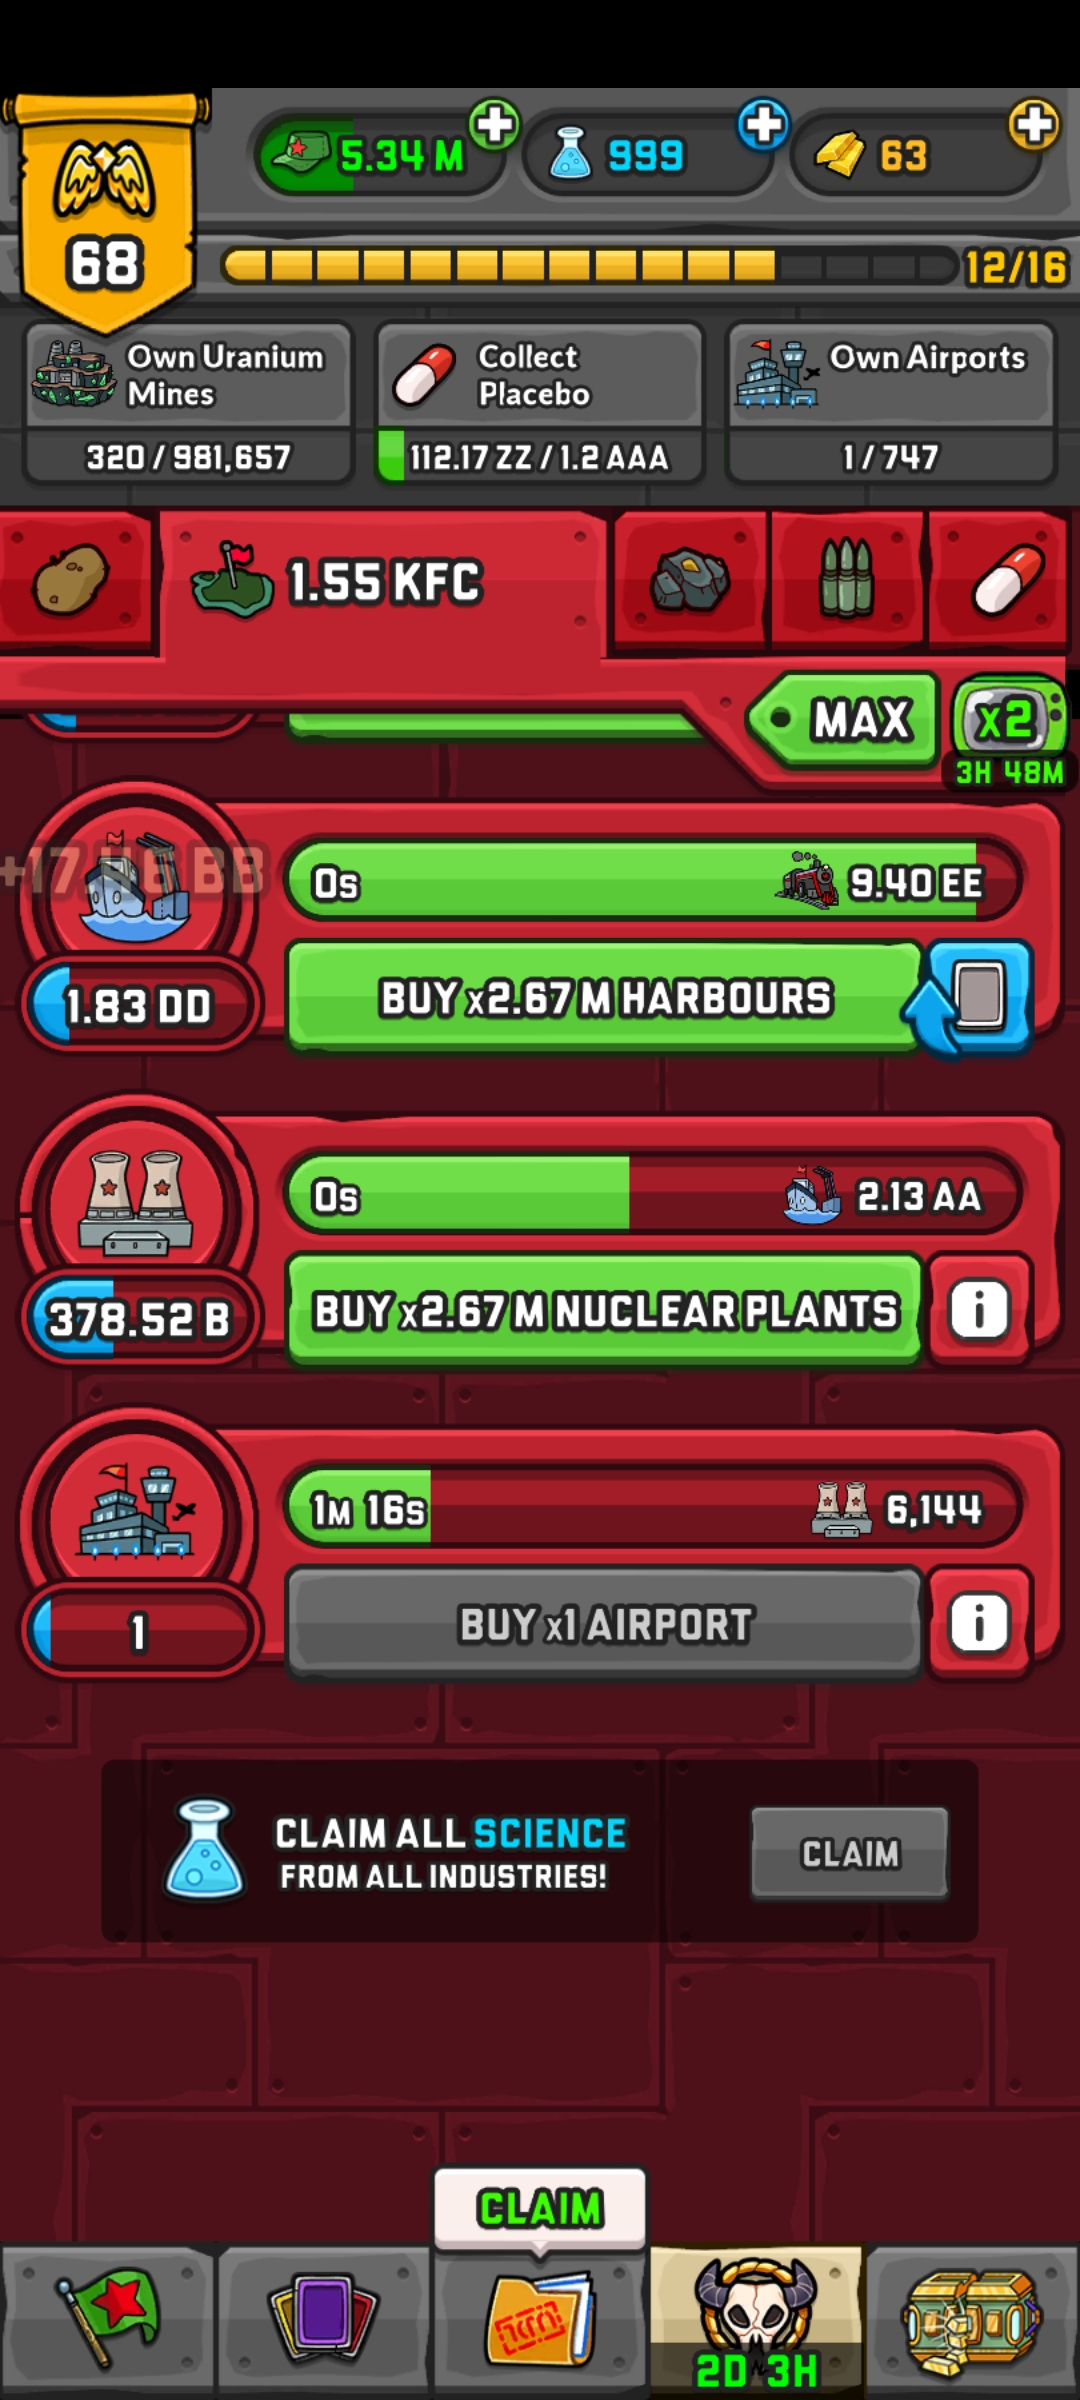 5.34 M
999
63
68
12/16
Own Uranium
Mines
320 / 981,657
Collect
Placebo
112.17 ZZ / 1.2 AAA
Own Airports
1 / 747
1.55 KFC
MAX
x2
3H 48M
+17.46 BB
0s
9.40 EE
1.83 DD
BUY x2.67 M HARBOURS
0s
2.13 AA
378.52 B
BUY x2.67 M NUCLEAR PLANTS
i
1M 16s
6,144
1
BUY x1 AIRPORT
i
CLAIM ALL SCIENCE
FROM ALL INDUSTRIES!
CLAIM
CLAIM
2D 3H